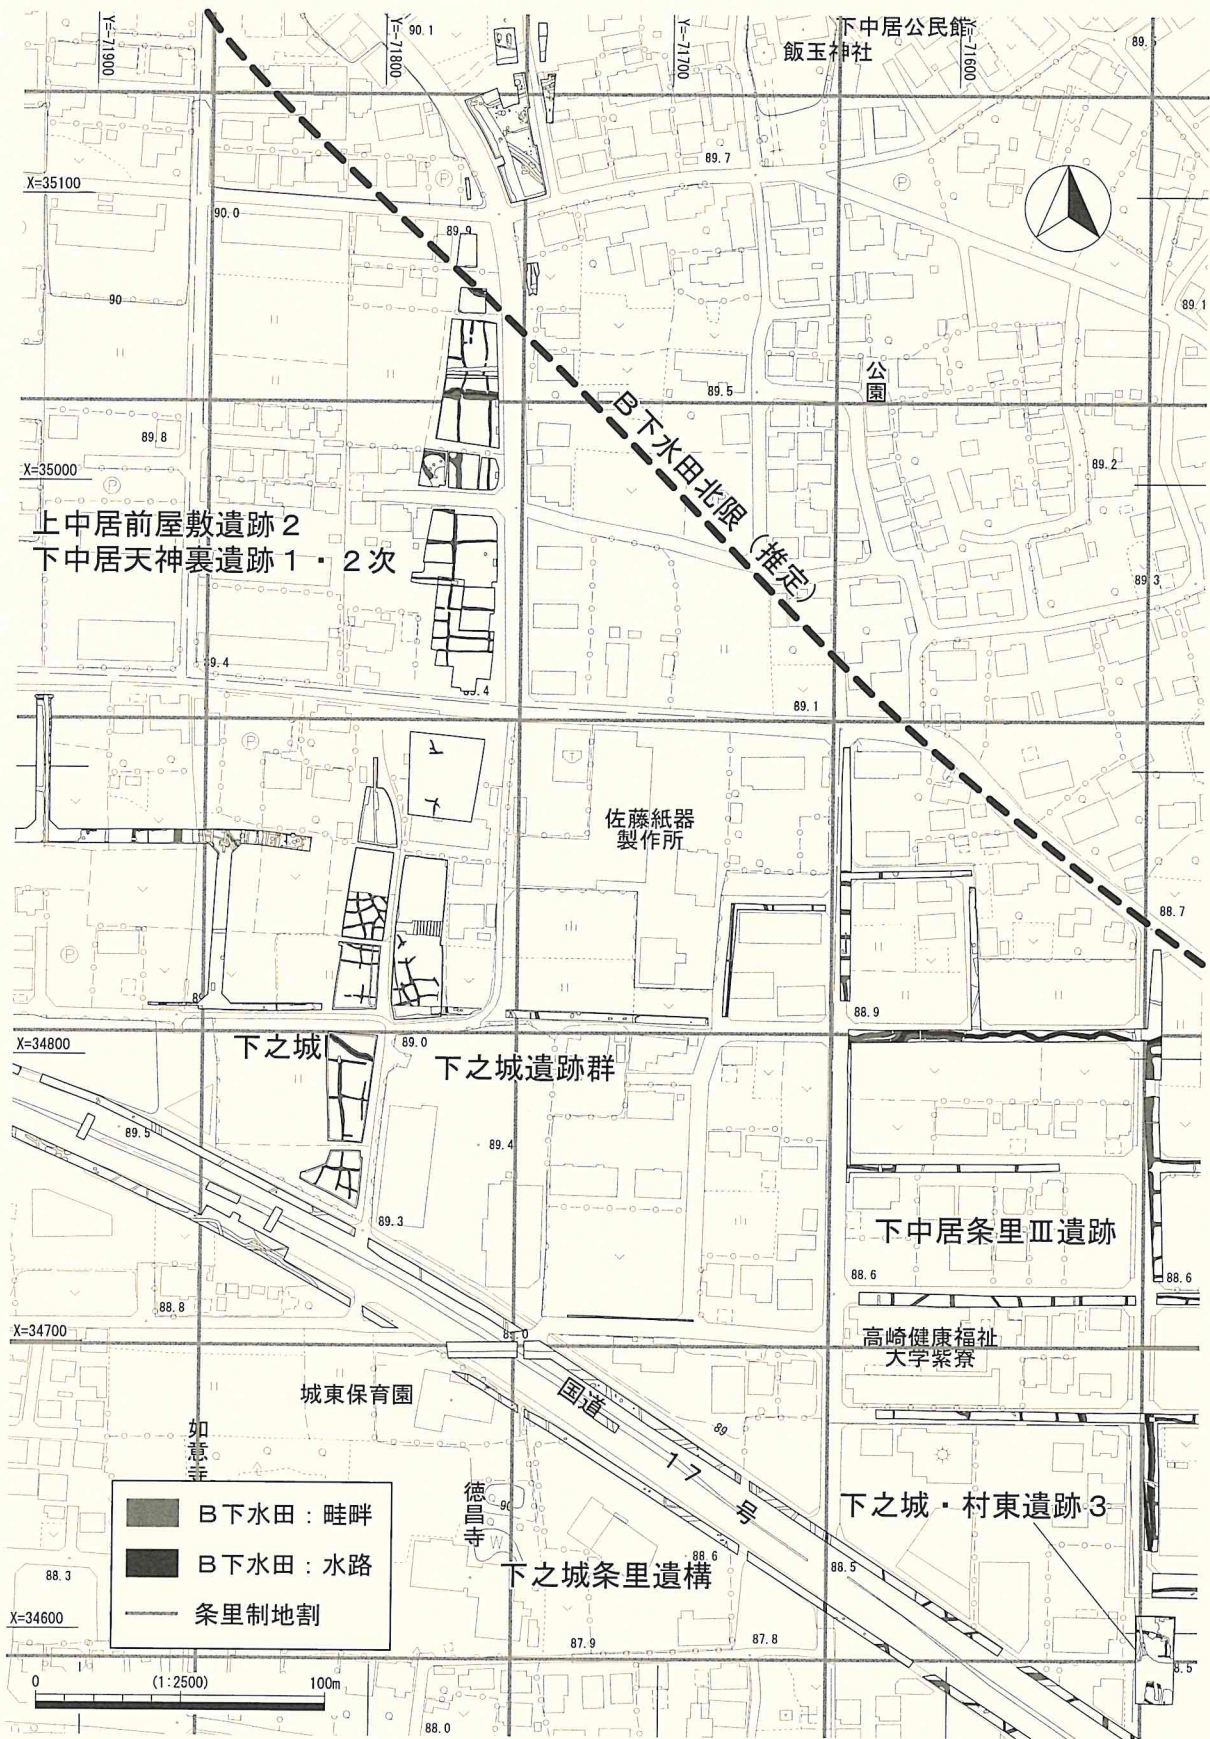 Y=-71900
Y=-71800
90.1
Y=-71700
下中居公民館
飯玉神社
Y=-71600
89.7
X=35100
P
P
90.0
89.9
90
89.1
公園
89.5
B下水田北限（推定）
89.8
X=35000
P
89.2
上中居前屋敷遺跡2
下中居天神裏遺跡1・2次
89.3
89.4
89.1
P
佐藤紙器
製作所
88.7
P
88.9
X=34800
下之城
89.0
下之城遺跡群
89.5
89.4
89.3
下中居条里Ⅲ遺跡
88.6
88.6
88.8
X=34700
89.0
高崎健康福祉
大学紫寮
城東保育園
国道17号
89
如意寺
徳昌寺
90
下之城・村東遺跡3
B下水田：畦畔
B下水田：水路
条里制地割
88.3
88.6
88.5
下之城条里遺構
X=34600
87.9
87.8
8.5
0
(1:2500)
100m
88.0